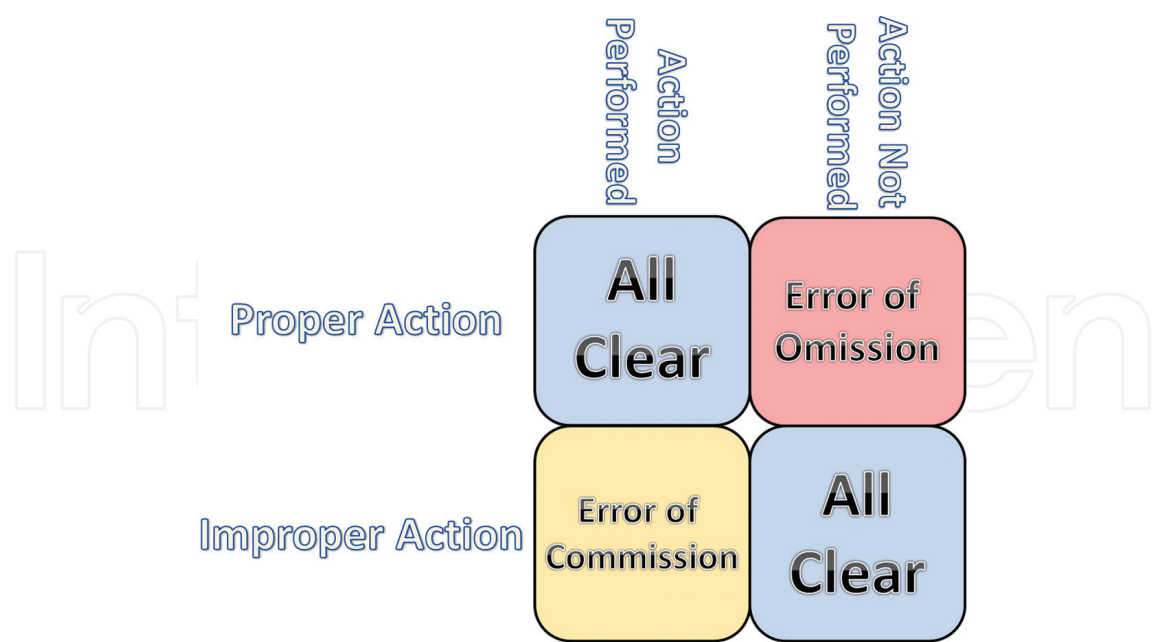 Action
Performed
Action Not
Performed
Proper Action
All
Clear
Error of
Omission
Improper Action
Error of
Commission
All
Clear